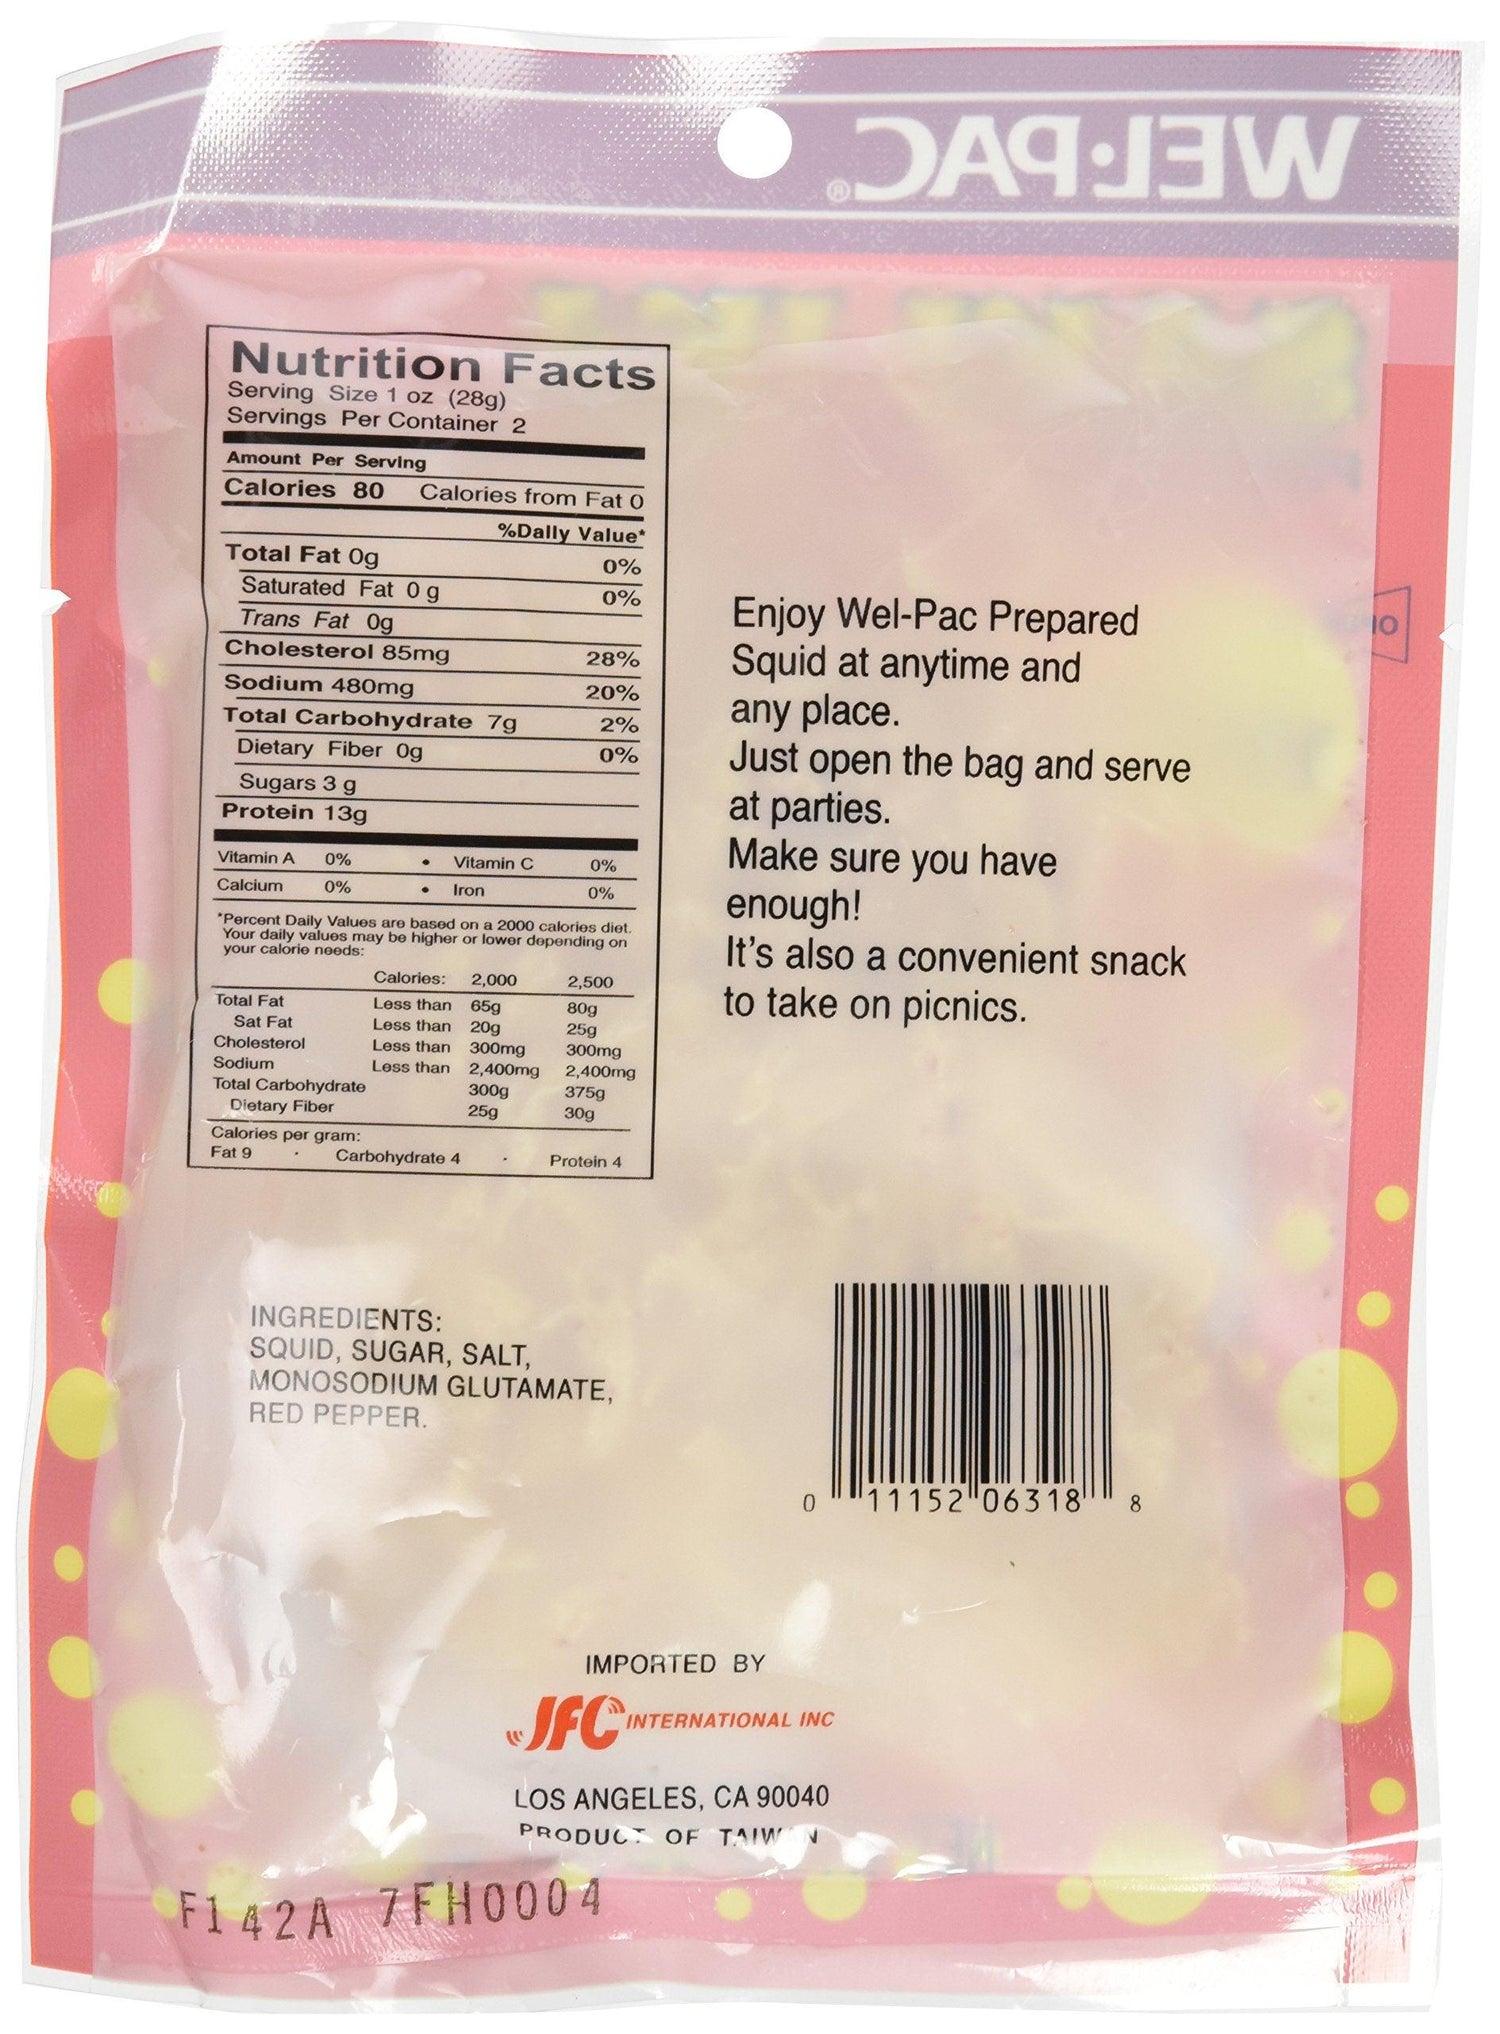 WEL·PAC®
Nutrition Facts
Serving Size 1 oz (28g)
Servings Per Container 2
Amount Per Serving
Calories 80 Calories from Fat 0
%Daily Value*
Total Fat 0g 0%
Saturated Fat 0 g 0%
Trans Fat 0g
Cholesterol 85mg 28%
Sodium 480mg 20%
Total Carbohydrate 7g 2%
Dietary Fiber 0g 0%
Sugars 3 g
Protein 13g
Vitamin A 0% • Vitamin C 0%
Calcium 0% • Iron 0%
*Percent Daily Values are based on a 2000 calories diet.
Your daily values may be higher or lower depending on
your calorie needs:
Calories: 2,000 2,500
Total Fat Less than 65g 80g
Sat Fat Less than 20g 25g
Cholesterol Less than 300mg 300mg
Sodium Less than 2,400mg 2,400mg
Total Carbohydrate 300g 375g
Dietary Fiber 25g 30g
Calories per gram:
Fat 9 · Carbohydrate 4 · Protein 4
Enjoy Wel-Pac Prepared
Squid at anytime and
any place.
Just open the bag and serve
at parties.
Make sure you have
enough!
It's also a convenient snack
to take on picnics.
INGREDIENTS:
SQUID, SUGAR, SALT,
MONOSODIUM GLUTAMATE,
RED PEPPER.
0 11152 06318 8
IMPORTED BY
JFC INTERNATIONAL INC
LOS ANGELES, CA 90040
PRODUCT OF TAIWAN
F142A 7FH0004